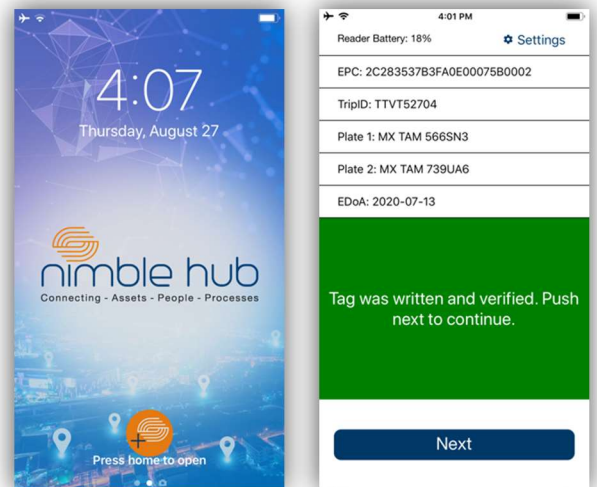 4:07
Thursday, August 27
nimble hub
Connecting - Assets - People - Processes
Press home to open
4:01 PM
Reader Battery: 18%
Settings
EPC: 2C283537B3FA0E00075B0002
TripID: TTVT52704
Plate 1: MX TAM 566SN3
Plate 2: MX TAM 739UA6
EDoA: 2020-07-13
Tag was written and verified. Push
next to continue.
Next